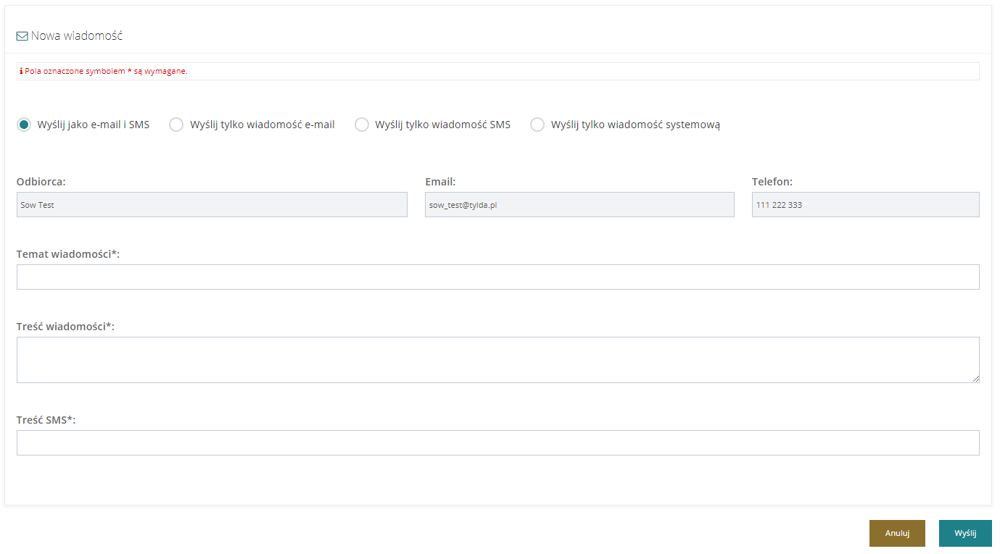 Nowa wiadomość
Pola oznaczone symbolem * są wymagane.
Wyślij jako e-mail i SMS Wyślij tylko wiadomość e-mail Wyślij tylko wiadomość SMS Wyślij tylko wiadomość systemową
Odbiorca: Email: Telefon:
Sow Test sow_test@tylda.pl 111 222 333
Temat wiadomości*:
Treść wiadomości*:
Treść SMS*:
Anuluj Wyślij